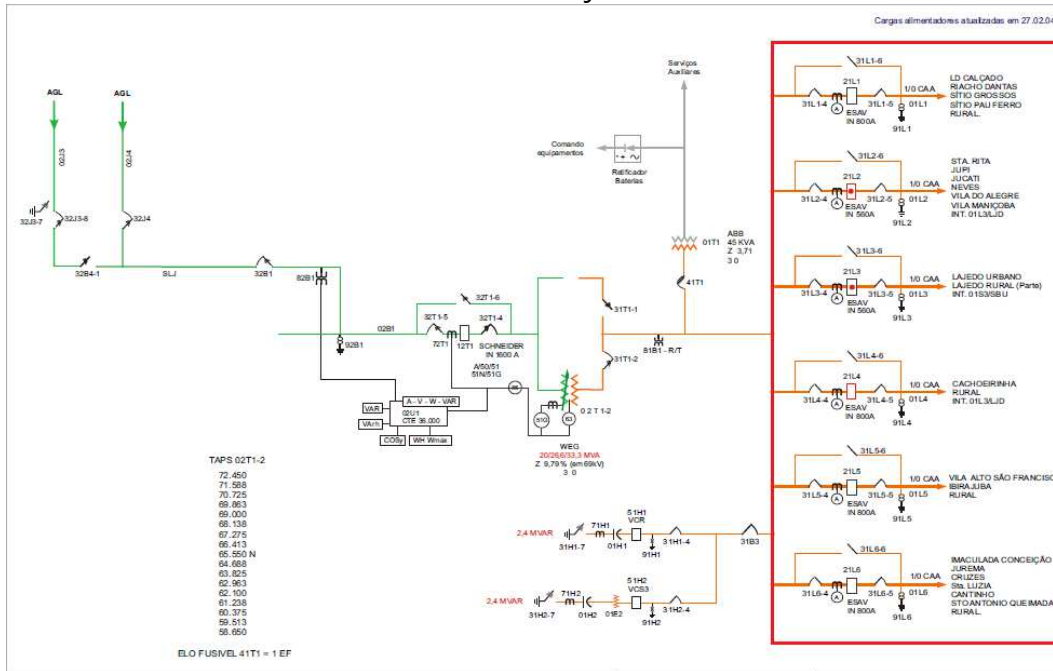 Cargas alimentadores atualizadas em 27.02.04
AGL
AGL
02J3
02J4
32J3-7
32J3-8
32J4
32B4-1
SLJ
32B1
82B1
92B1
02B1
32T1-6
32T1-5
32T1-4
72T1
12T1
SCHNEIDER
IN 1600 A
A/50/51
51N/51G
A - V - W - VAR
02U1
CTE 36.000
VAR
VArh
WH Wmax
51G
63
02T1-2
WEG
20/26,6/33,3 MVA
Z 9,79% (em 69kV)
3 0
31T1-1
31T1-2
81B1 - R/T
Serviços
Auxiliares
Comando
equipamentos
Retificador
Baterias
01T1
ABB
45 KVA
Z 3,71
3 0
41T1
TAPS 02T1-2
72.450
71.588
70.725
69.863
69.000
68.138
67.275
66.413
65.550 N
64.688
63.825
62.963
62.100
61.238
60.375
59.513
58.650
ELO FUSIVEL 41T1 = 1 EF
2,4 MVAR
31H1-7
71H1
01H1
51H1
VCR
91H1
31H1-4
31B3
2,4 MVAR
31H2-7
71H2
01H2
01R2
51H2
VCS3
91H2
31H2-4
31L1-6
21L1
31L1-4
A
ESAV
IN 800A
31L1-5
1/0 CAA
01L1
91L1
LD CALÇADO
RIACHO DANTAS
SÍTIO GROSSOS
SÍTIO PAU FERRO
RURAL.
31L2-6
21L2
31L2-4
A
ESAV
IN 560A
31L2-5
1/0 CAA
01L2
91L2
STA. RITA
JUPI
JUCATI
NEVES
VILA DO ALEGRE
VILA MANIÇOBA
INT. 01L3/LJD
31L3-6
21L3
31L3-4
A
ESAV
IN 560A
31L3-5
1/0 CAA
01L3
91L3
LAJEDO URBANO
LAJEDO RURAL (Parte)
INT. 01S3/SBU
31L4-6
21L4
31L4-4
A
ESAV
IN 800A
31L4-5
1/0 CAA
01L4
91L4
CACHOEIRINHA
RURAL
INT. 01L3/LJD
31L5-6
21L5
31L5-4
A
ESAV
IN 800A
31L5-5
1/0 CAA
01L5
91L5
VILA ALTO SÃO FRANCISC
IBIRAJUBA
RURAL
31L6-6
21L6
31L6-4
A
ESAV
IN 800A
31L6-5
1/0 CAA
01L6
91L6
IMACULADA CONCEIÇÃO
JUREMA
CRUZES
Sta. LUZIA
CANTINHO
STO ANTONIO QUEIMADA
RURAL.